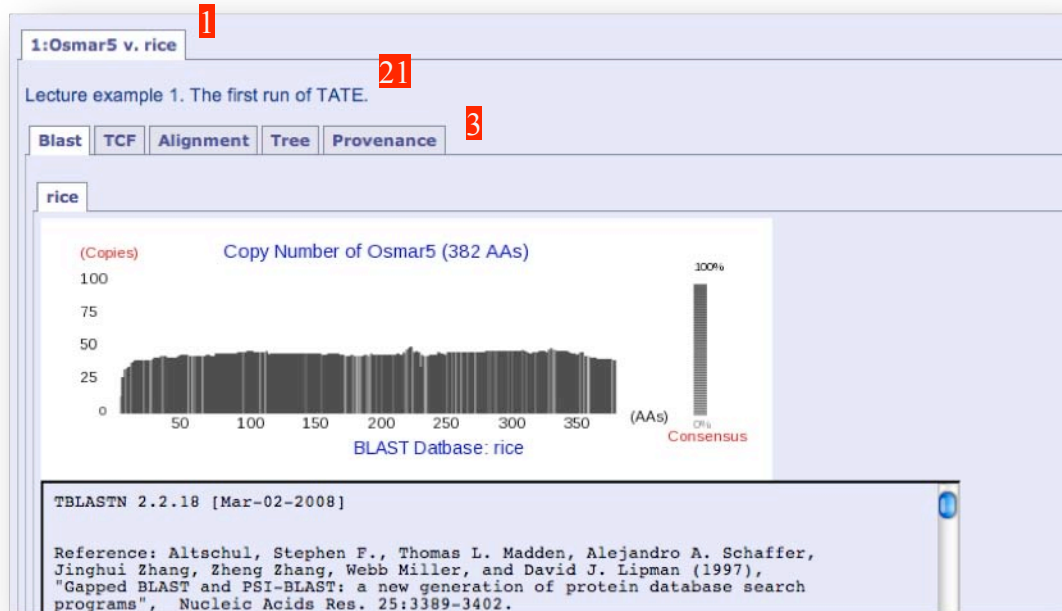 1
1:Osmar5 v. rice
21
Lecture example 1. The first run of TATE.
3
Blast TCF Alignment Tree Provenance
rice
(Copies) Copy Number of Osmar5 (382 AAs)
100%
100
75
50
25
0
50 100 150 200 250 300 350 (AAs) 0%
Consensus
BLAST Datbase: rice
TBLASTN 2.2.18 [Mar-02-2008]
Reference: Altschul, Stephen F., Thomas L. Madden, Alejandro A. Schaffer,
Jinghui Zhang, Zheng Zhang, Webb Miller, and David J. Lipman (1997),
"Gapped BLAST and PSI-BLAST: a new generation of protein database search
programs", Nucleic Acids Res. 25:3389-3402.